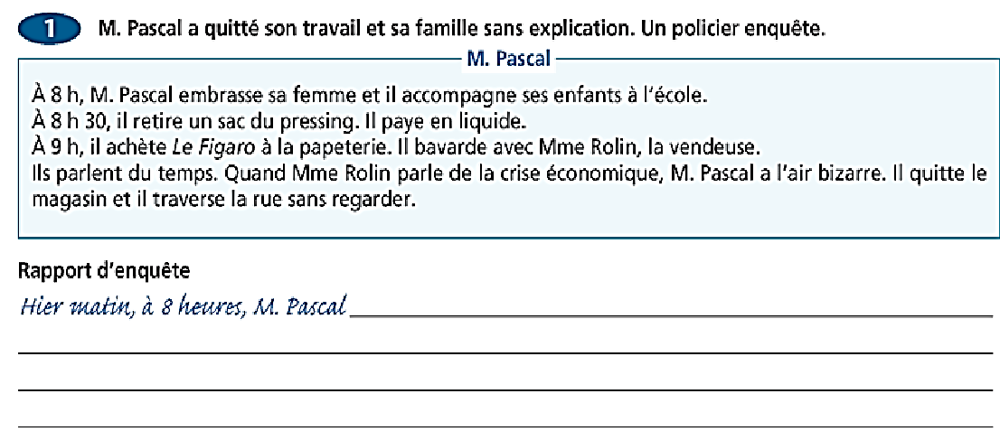 1 M. Pascal a quitté son travail et sa famille sans explication. Un policier enquête.
M. Pascal
À 8 h, M. Pascal embrasse sa femme et il accompagne ses enfants à l'école.
À 8 h 30, il retire un sac du pressing. Il paye en liquide.
À 9 h, il achète Le Figaro à la papeterie. Il bavarde avec Mme Rolin, la vendeuse.
Ils parlent du temps. Quand Mme Rolin parle de la crise économique, M. Pascal a l'air bizarre. Il quitte le
magasin et il traverse la rue sans regarder.
Rapport d'enquête
Hier matin, à 8 heures, M. Pascal